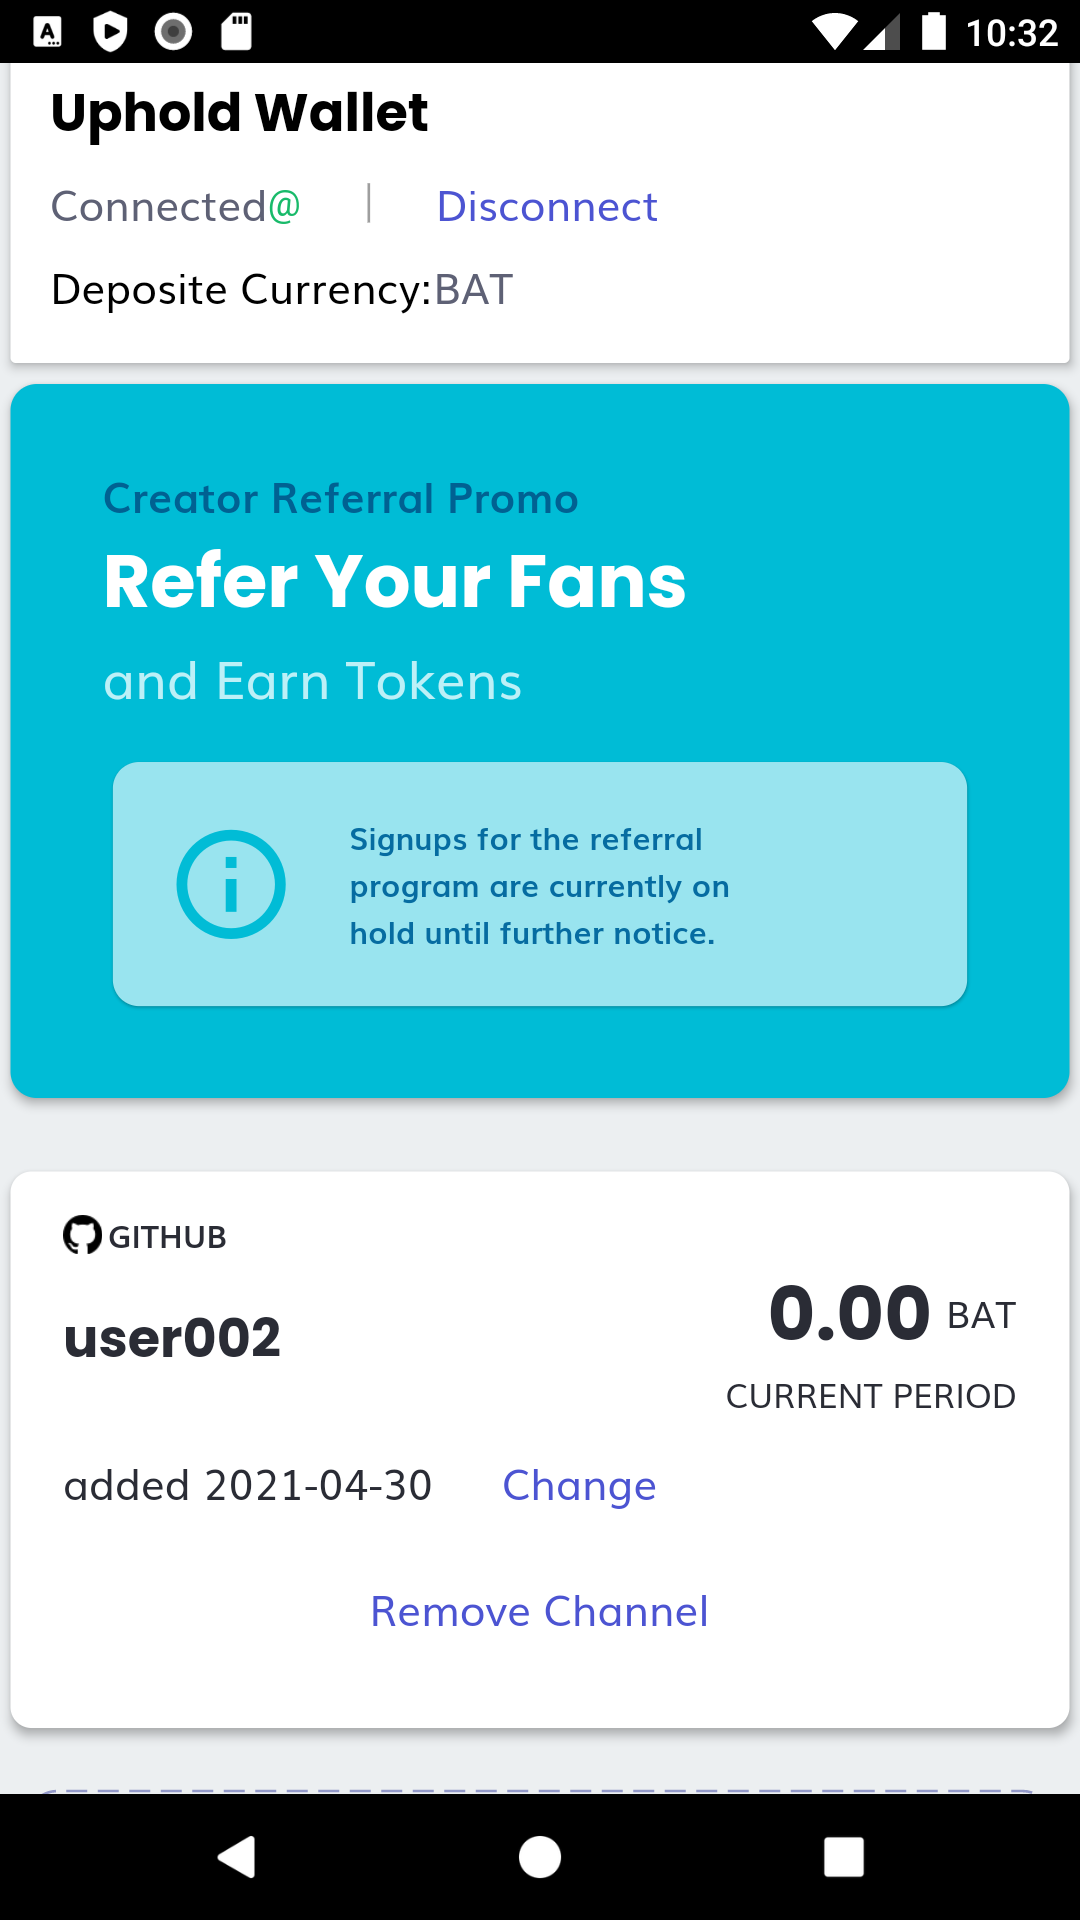 10:32
Uphold Wallet
Connected@ | Disconnect
Deposite Currency:BAT
Creator Referral Promo
Refer Your Fans
and Earn Tokens
Signups for the referral
program are currently on
hold until further notice.
GITHUB
user002
0.00 BAT
CURRENT PERIOD
added 2021-04-30 Change
Remove Channel